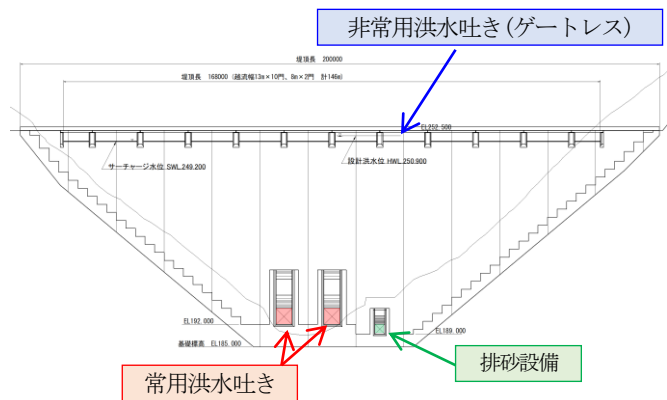 非常用洪水吐き(ゲートレス)
堤頂長 200000
堤頂長 168000 (越流幅13m×10門、8m×2門 計146m)
EL252.500
サーチャージ水位 SWL.249.200
設計洪水位 HWL.250.900
EL192.000
EL189.000
基礎標高 EL185.000
排砂設備
常用洪水吐き